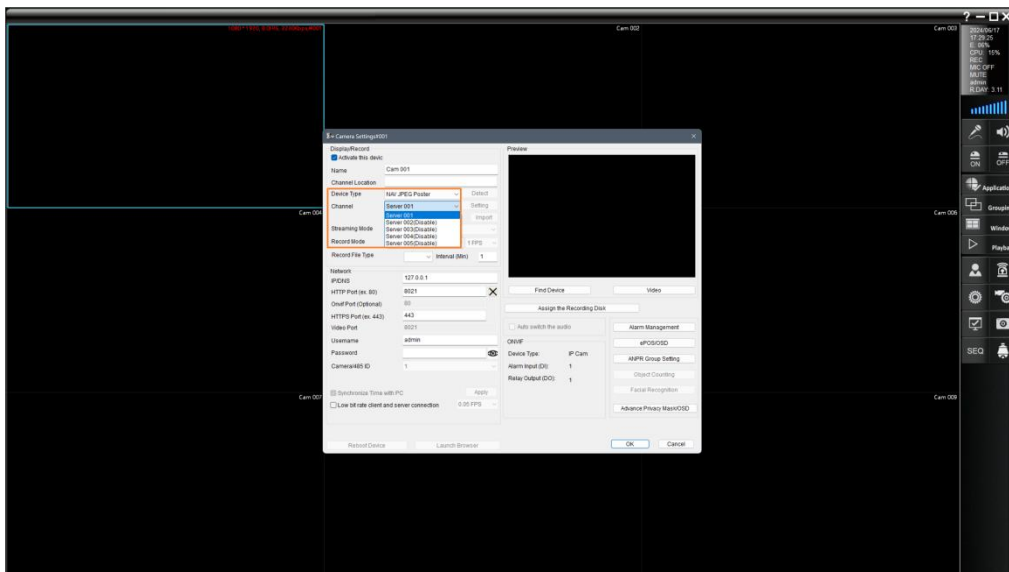 ? – □ X
Cam 002
Cam 003
2024/06/17
17:29:25
E: 06%
CPU: 15%
REC
MIC OFF
MUTE
admin
R.DAY: 3.11
ON
OFF
Applicatio
Groupin
Window
Playba
SEQ
Camera Settings#001
Display/Record
Activate this devic
Name Cam 001
Channel Location
Device Type NAV JPEG Poster Detect
Channel Server 001 Setting
Server 001 Import
Server 002(Disable)
Streaming Mode Server 003(Disable)
Server 004(Disable)
Record Mode Server 005(Disable) 1 FPS
Record File Type Interval (Min) 1
Network
IP/DNS 127.0.0.1
HTTP Port (ex. 80) 8021
Onvif Port (Optional) 80
HTTPS Port (ex. 443) 443
Video Port 8021
Username admin
Password
Camera/485 ID 1
Synchronize Time with PC Apply
Low bit rate client and server connection 0.05 FPS
Reboot Device Launch Browser
Preview
Find Device Video
Assign the Recording Disk
Auto switch the audio Alarm Management
ONVIF ePOS/OSD
Device Type: IP Cam ANPR Group Setting
Alarm Input (DI): 1 Object Counting
Relay Output (DO): 1 Facial Recognition
Advance Privacy Mask/OSD
OK Cancel
Cam 004
Cam 006
Cam 007
Cam 009